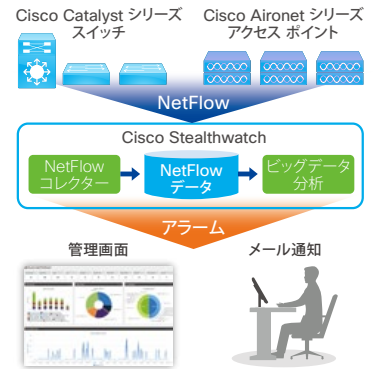 Cisco Catalyst シリーズ
スイッチ
Cisco Aironet シリーズ
アクセス ポイント
NetFlow
Cisco Stealthwatch
NetFlow
コレクター
NetFlow
データ
ビッグデータ
分析
アラーム
管理画面
メール通知